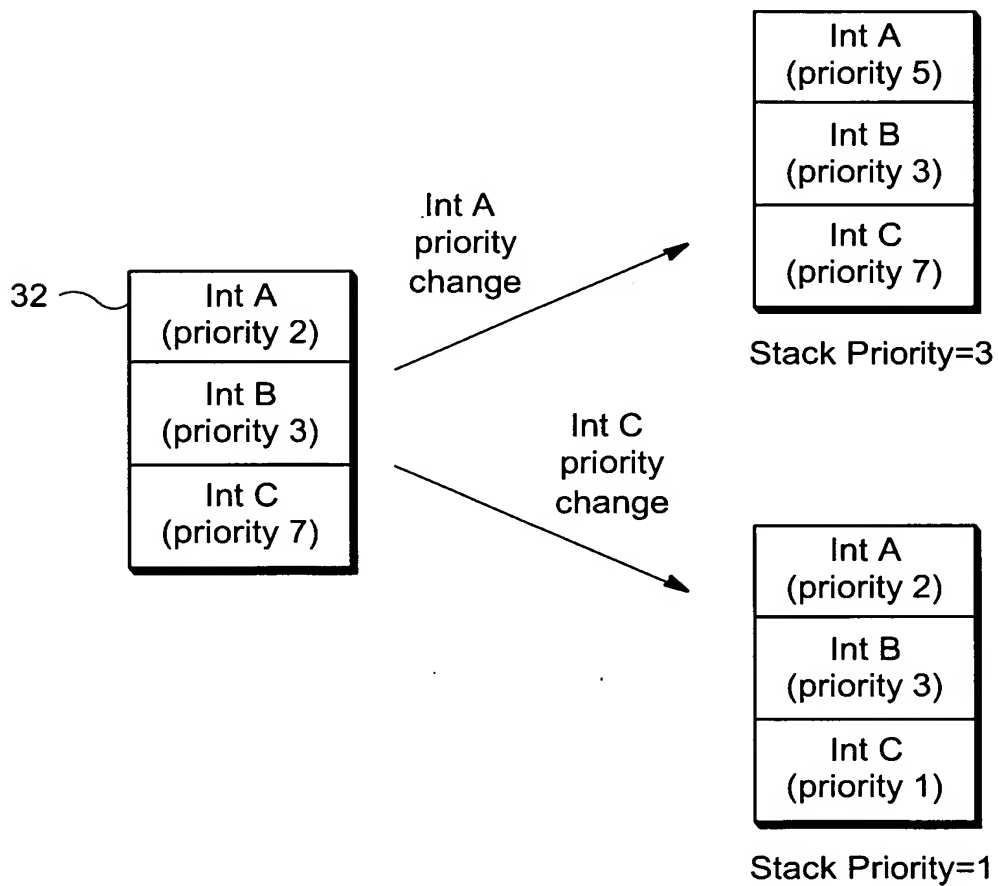 32
Int A
(priority 2)
Int B
(priority 3)
Int C
(priority 7)
Int A
priority
change
Int C
priority
change
Int A
(priority 5)
Int B
(priority 3)
Int C
(priority 7)
Stack Priority=3
Int A
(priority 2)
Int B
(priority 3)
Int C
(priority 1)
Stack Priority=1